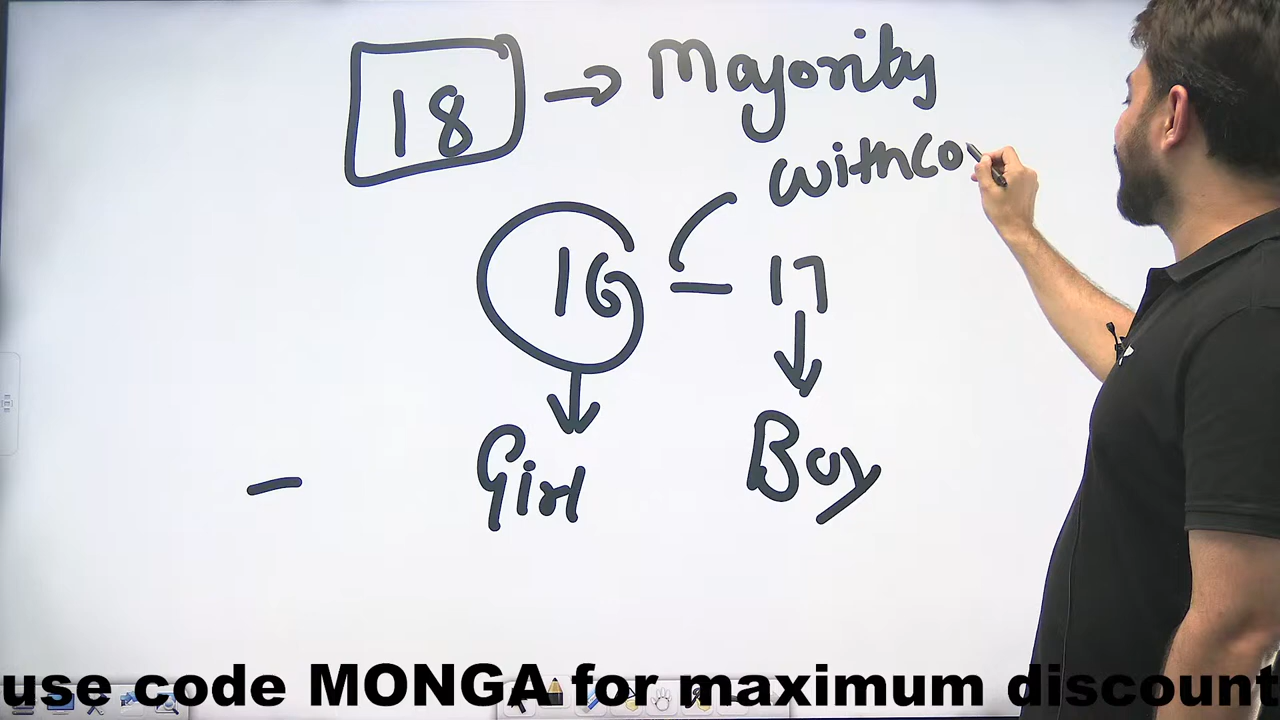 18 → Majority
withco
16 – 17
Girl Boy
use code MONGA for maximum discount